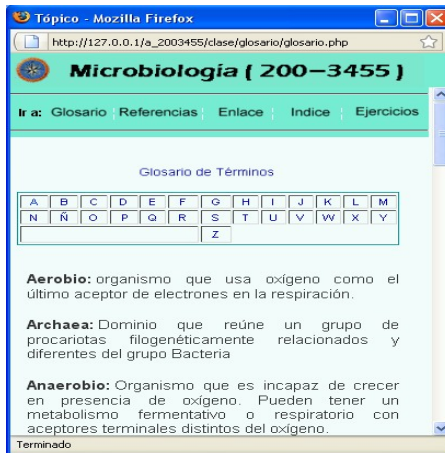 Tópico - Mozilla Firefox
http://127.0.0.1/a_2003455/clase/glosario/glosario.php
Microbiología ( 200-3455 )
Ir a: Glosario Referencias Enlace Indice Ejercicios
Glosario de Términos
A B C D E F G H I J K L M
N Ñ O P Q R S T U V W X Y
Z
Aerobio: organismo que usa oxígeno como el
último aceptor de electrones en la respiración.
Archaea: Dominio que reúne un grupo de
procariotas filogenéticamente relacionados y
diferentes del grupo Bacteria
Anaerobio: Organismo que es incapaz de crecer
en presencia de oxígeno. Pueden tener un
metabolismo fermentativo o respiratorio con
aceptores terminales distintos del oxígeno.
Terminado